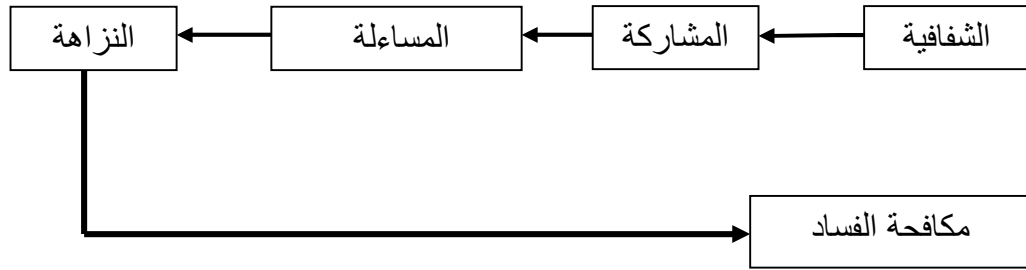 الشفافية
المشاركة
المساءلة
النزاهة
مكافحة الفساد